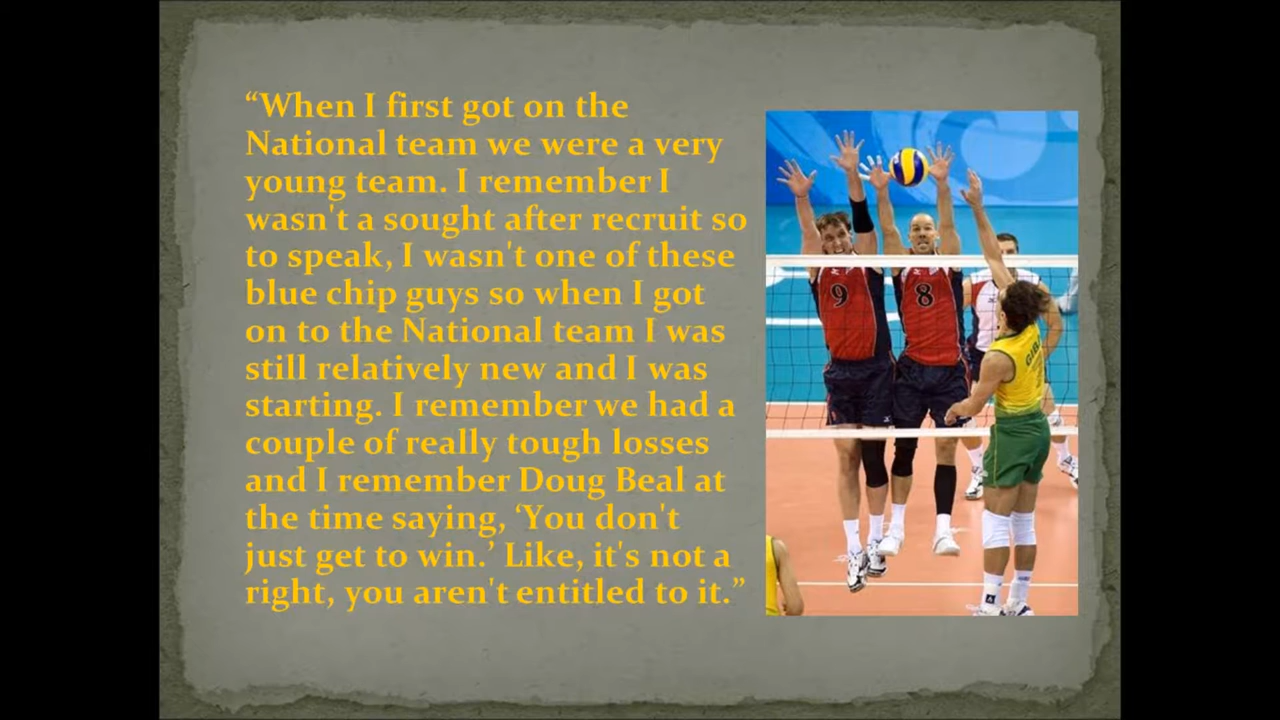 “When I first got on the
National team we were a very
young team. I remember I
wasn't a sought after recruit so
to speak, I wasn't one of these
blue chip guys so when I got
on to the National team I was
still relatively new and I was
starting. I remember we had a
couple of really tough losses
and I remember Doug Beal at
the time saying, ‘You don't
just get to win.’ Like, it's not a
right, you aren't entitled to it.”
9
8